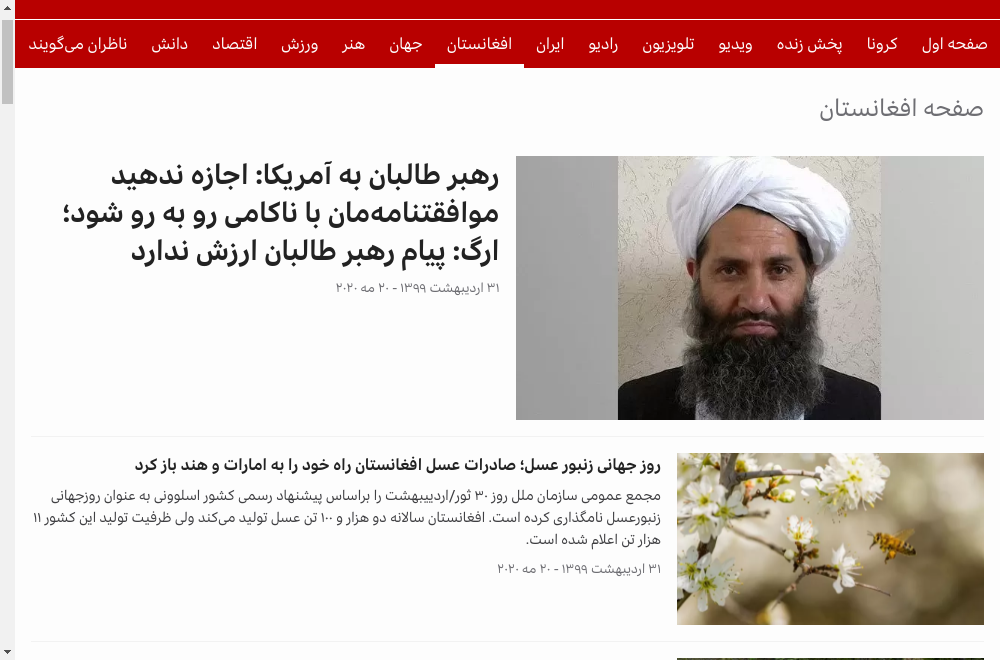 صفحه اول کرونا پخش زنده ویدیو تلویزیون رادیو ایران افغانستان جهان هنر ورزش اقتصاد دانش ناظران می‌گویند
صفحه افغانستان
رهبر طالبان به آمریکا: اجازه ندهید
موافقتنامه‌مان با ناکامی رو به رو شود؛
ارگ: پیام رهبر طالبان ارزش ندارد
۳۱ اردیبهشت ۱۳۹۹ - ۲۰ مه ۲۰۲۰
روز جهانی زنبور عسل؛ صادرات عسل افغانستان راه خود را به امارات و هند باز کرد
مجمع عمومی سازمان ملل روز ۳۰ ثور/اردیبهشت را براساس پیشنهاد رسمی کشور اسلوونی به عنوان روزجهانی
زنبورعسل نامگذاری کرده است. افغانستان سالانه دو هزار و ۱۰۰ تن عسل تولید می‌کند ولی ظرفیت تولید این کشور ۱۱
هزار تن اعلام شده است.
۳۱ اردیبهشت ۱۳۹۹ - ۲۰ مه ۲۰۲۰